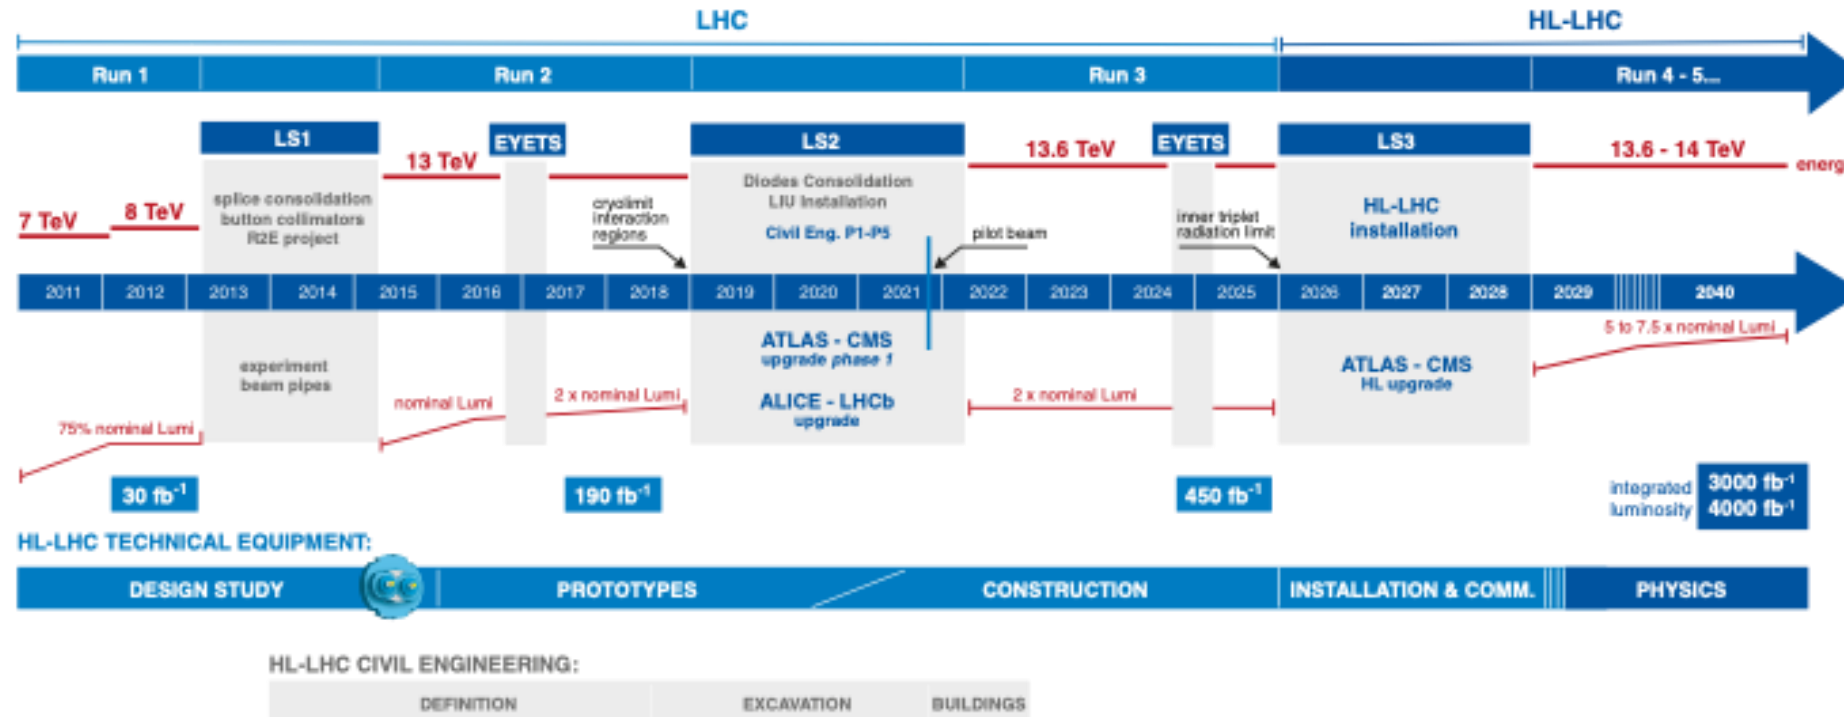 LHC
HL-LHC
Run 1
Run 2
Run 3
Run 4 - 5...
LS1
EYETS
LS2
EYETS
LS3
13 TeV
13.6 TeV
13.6 - 14 TeV
energ
7 TeV
8 TeV
splice consolidation
button collimators
R2E project
cryolimit
interaction
regions
Diodes Consolidation
LIU Installation
Civil Eng. P1-P5
pilot beam
inner triplet
radiation limit
HL-LHC
installation
2011 2012 2013 2014 2015 2016 2017 2018 2019 2020 2021 2022 2023 2024 2025 2026 2027 2028 2029 2040
5 to 7.5 x nominal Lumi
experiment
beam pipes
ATLAS - CMS
upgrade phase 1
ALICE - LHCb
upgrade
ATLAS - CMS
HL upgrade
75% nominal Lumi
nominal Lumi
2 x nominal Lumi
2 x nominal Lumi
30 fb⁻¹
190 fb⁻¹
450 fb⁻¹
integrated
luminosity
3000 fb⁻¹
4000 fb⁻¹
HL-LHC TECHNICAL EQUIPMENT:
DESIGN STUDY
PROTOTYPES
CONSTRUCTION
INSTALLATION & COMM.
PHYSICS
HL-LHC CIVIL ENGINEERING:
DEFINITION
EXCAVATION
BUILDINGS